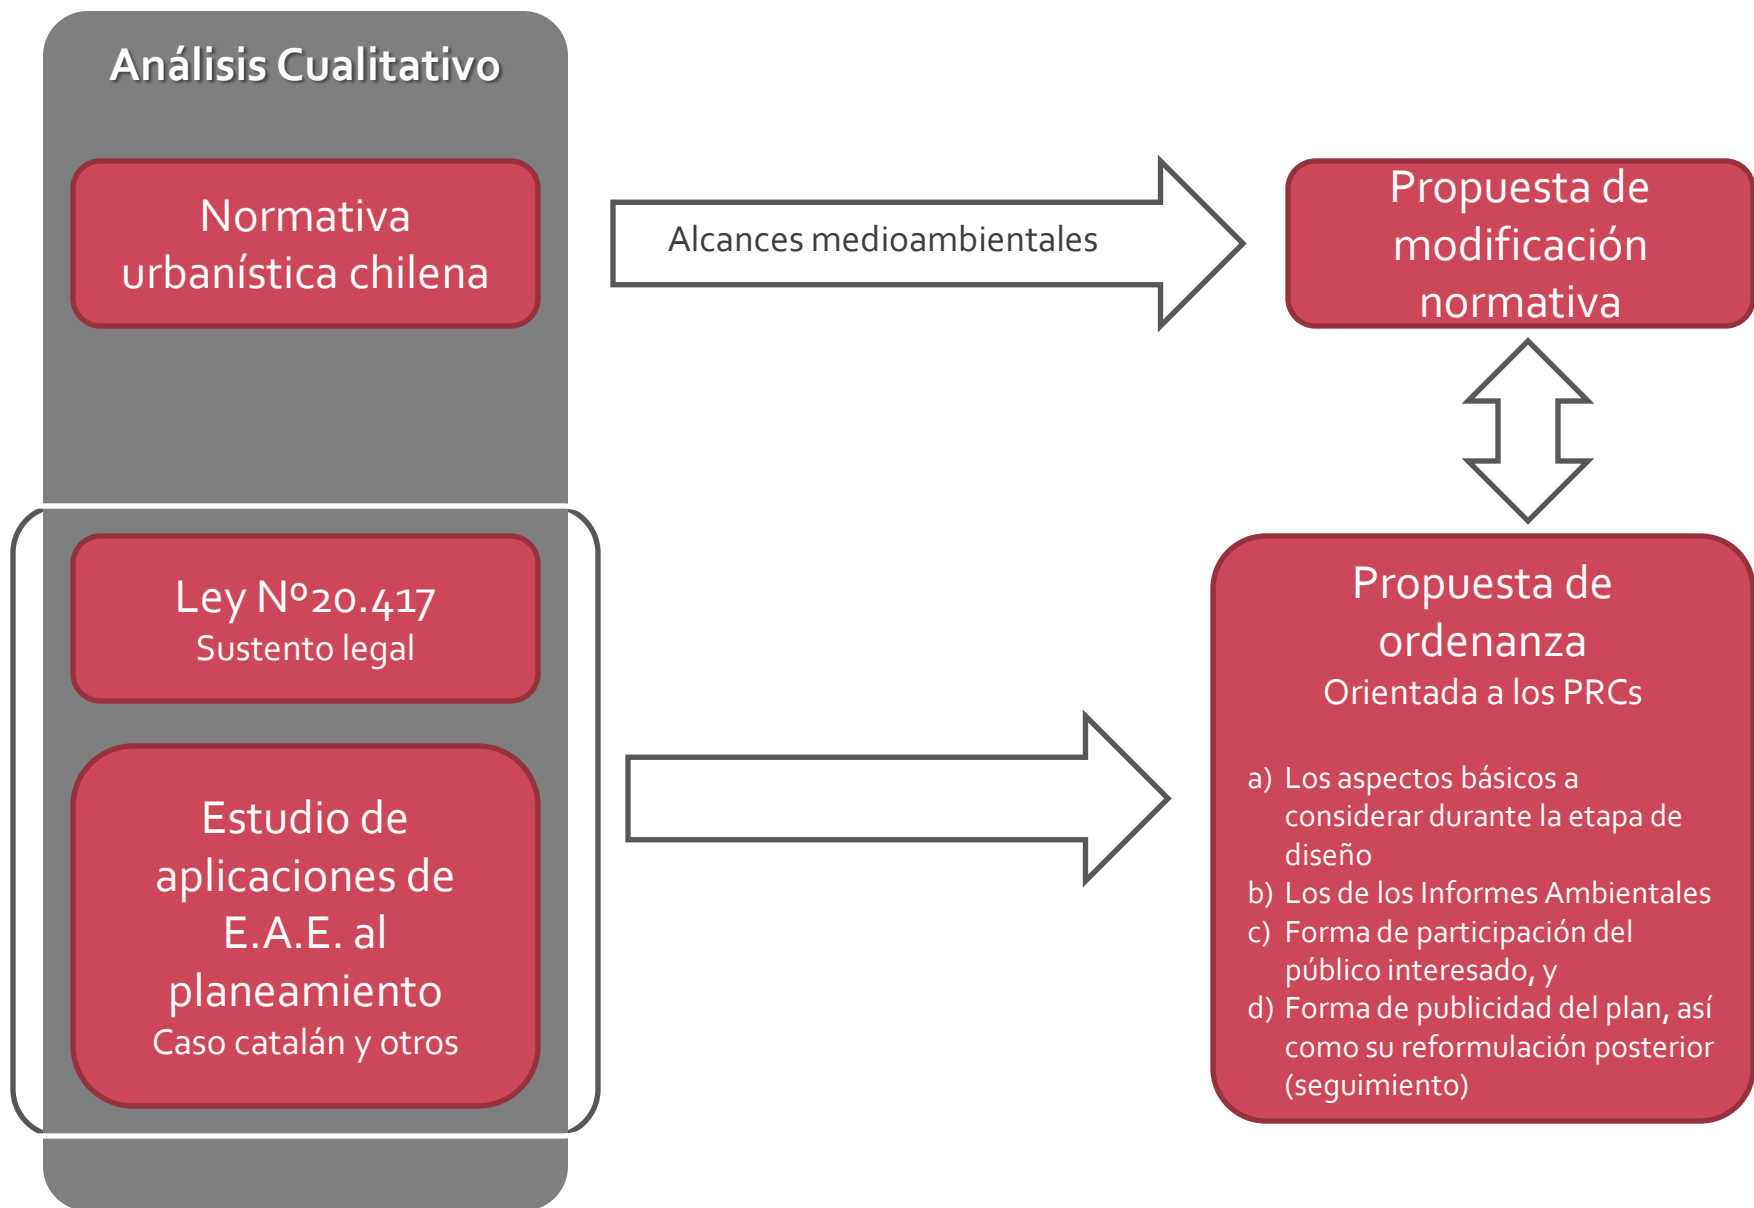 Análisis Cualitativo
Normativa
urbanística chilena
Alcances medioambientales
Propuesta de
modificación
normativa
Ley Nº20.417
Sustento legal
Estudio de
aplicaciones de
E.A.E. al
planeamiento
Caso catalán y otros
Propuesta de
ordenanza
Orientada a los PRCs
a) Los aspectos básicos a
considerar durante la etapa de
diseño
b) Los de los Informes Ambientales
c) Forma de participación del
público interesado, y
d) Forma de publicidad del plan, así
como su reformulación posterior
(seguimiento)